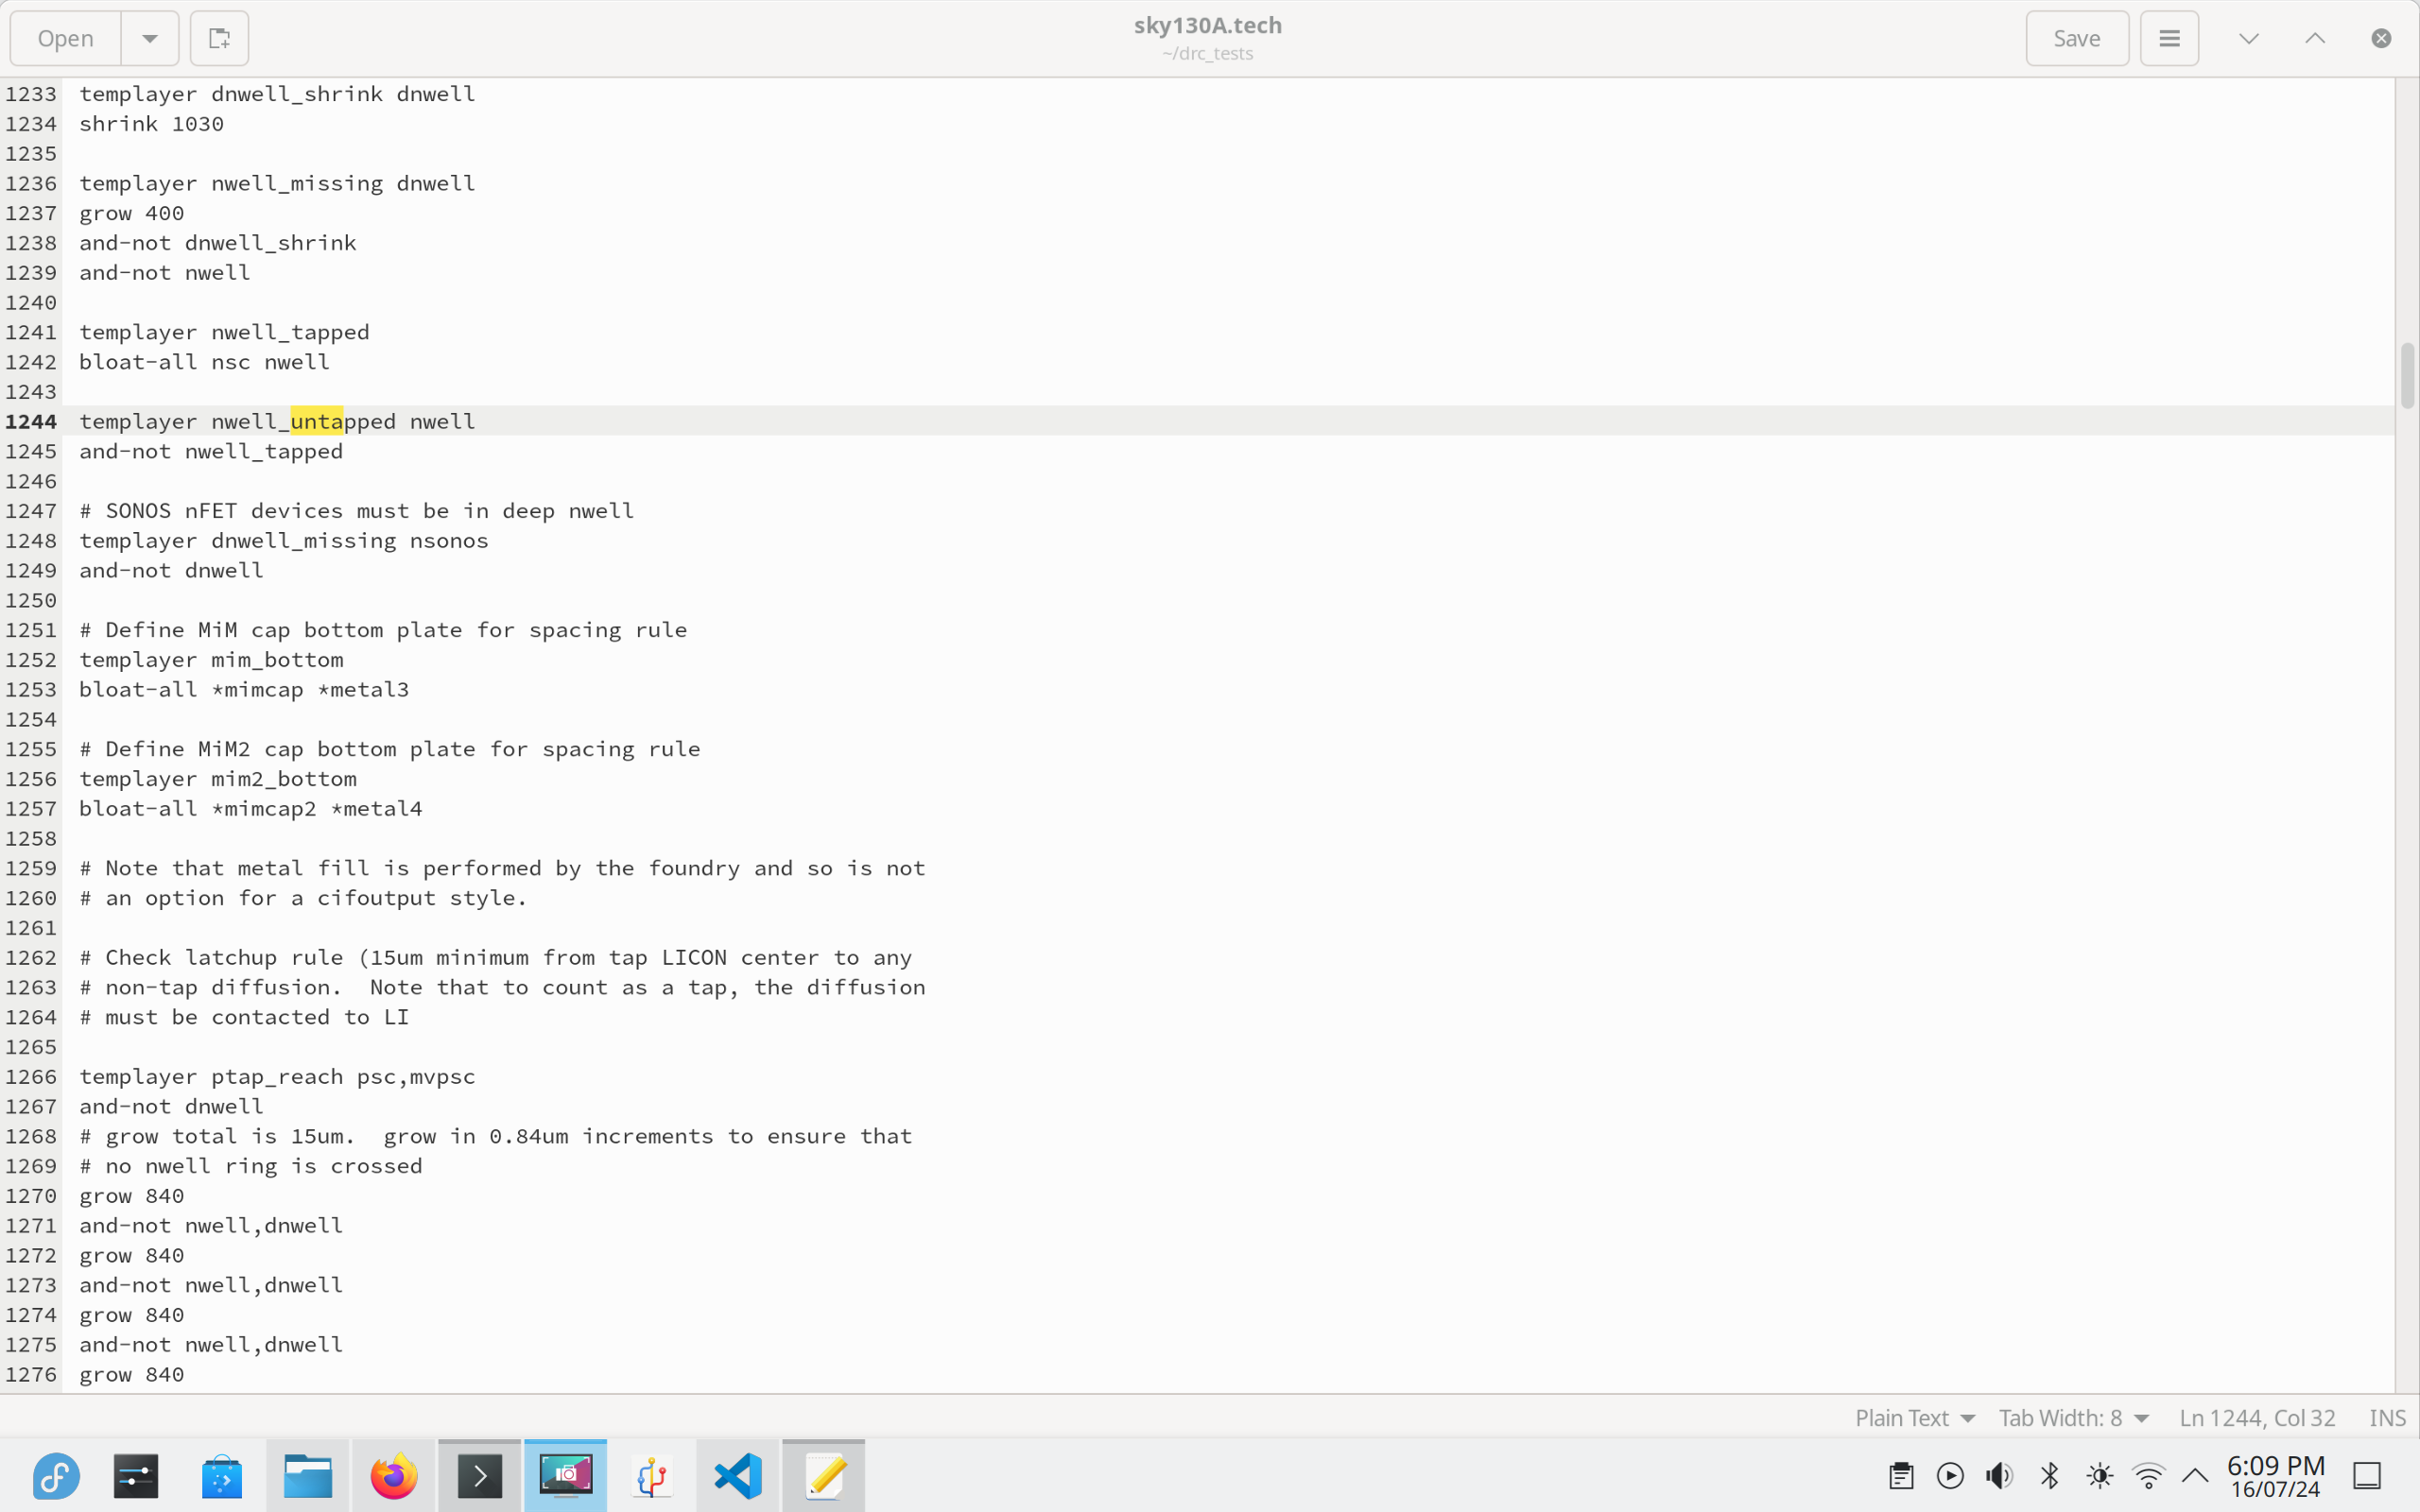 Open
sky130A.tech
~/drc_tests
Save
1233 templayer dnwell_shrink dnwell
1234 shrink 1030
1235
1236 templayer nwell_missing dnwell
1237 grow 400
1238 and-not dnwell_shrink
1239 and-not nwell
1240
1241 templayer nwell_tapped
1242 bloat-all nsc nwell
1243
1244 templayer nwell_untapped nwell
1245 and-not nwell_tapped
1246
1247 # SONOS nFET devices must be in deep nwell
1248 templayer dnwell_missing nsonos
1249 and-not dnwell
1250
1251 # Define MiM cap bottom plate for spacing rule
1252 templayer mim_bottom
1253 bloat-all *mimcap *metal3
1254
1255 # Define MiM2 cap bottom plate for spacing rule
1256 templayer mim2_bottom
1257 bloat-all *mimcap2 *metal4
1258
1259 # Note that metal fill is performed by the foundry and so is not
1260 # an option for a cifoutput style.
1261
1262 # Check latchup rule (15um minimum from tap LICON center to any
1263 # non-tap diffusion.  Note that to count as a tap, the diffusion
1264 # must be contacted to LI
1265
1266 templayer ptap_reach psc,mvpsc
1267 and-not dnwell
1268 # grow total is 15um.  grow in 0.84um increments to ensure that
1269 # no nwell ring is crossed
1270 grow 840
1271 and-not nwell,dnwell
1272 grow 840
1273 and-not nwell,dnwell
1274 grow 840
1275 and-not nwell,dnwell
1276 grow 840
Plain Text Tab Width: 8 Ln 1244, Col 32 INS
6:09 PM
16/07/24